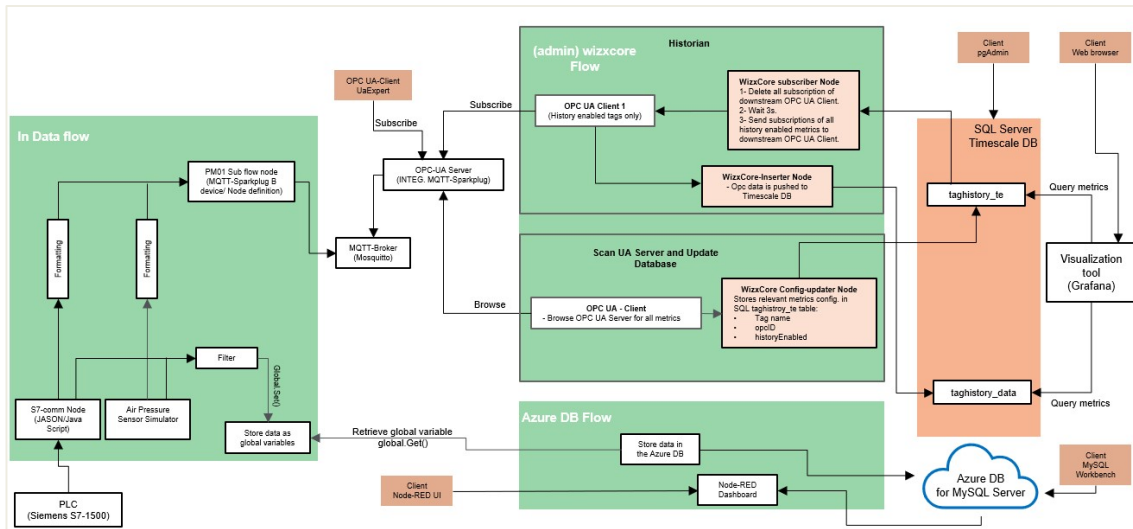 In Data flow
PM01 Sub flow node
(MQTT-Sparkplug B
device/ Node definition)
Formatting
Formatting
Filter
Global.Set()
S7-comm Node
(JASON/Java
Script)
Air Pressure
Sensor Simulator
Store data as
global variables
PLC
(Siemens S7-1500)
OPC UA-Client
UaExpert
Subscribe
Subscribe
OPC-UA Server
(INTEG. MQTT-Sparkplug)
MQTT-Broker
(Mosquitto)
Browse
(admin) wizxcore
Flow
Historian
OPC UA Client 1
(History enabled tags only)
WizxCore subscriber Node
1- Delete all subscription of
downstream OPC UA Client.
2- Wait 3s.
3- Send subscriptions of all
history enabled metrics to
downstream OPC UA Client.
WizxCore-Inserter Node
- Opc data is pushed to
Timescale DB
Scan UA Server and Update
Database
OPC UA - Client
- Browse OPC UA Server for all metrics
WizxCore Config-updater Node
Stores relevant metrics config. in
SQL taghistroy_te table:
• Tag name
• opcID
• historyEnabled
Client
pgAdmin
Client
Web browser
SQL Server
Timescale DB
taghistory_te
Query metrics
Visualization
tool
(Grafana)
taghistory_data
Query metrics
Azure DB Flow
Retrieve global variable
global.Get()
Store data in
the Azure DB
Client
Node-RED UI
Node-RED
Dashboard
Azure DB
for MySQL Server
Client
MySQL
Workbench